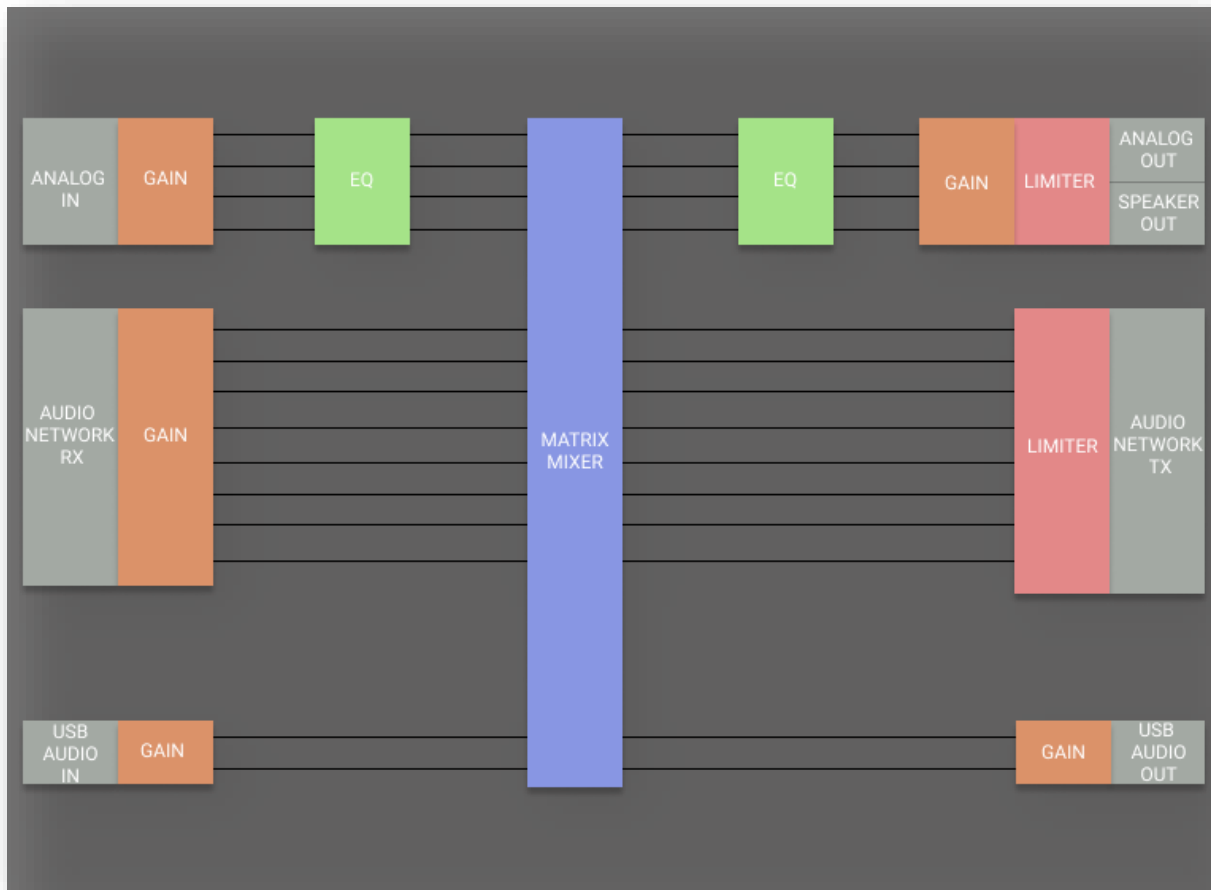 ANALOG
IN
GAIN
EQ
EQ
GAIN
LIMITER
ANALOG
OUT
SPEAKER
OUT
AUDIO
NETWORK
RX
GAIN
MATRIX
MIXER
LIMITER
AUDIO
NETWORK
TX
USB
AUDIO
IN
GAIN
GAIN
USB
AUDIO
OUT